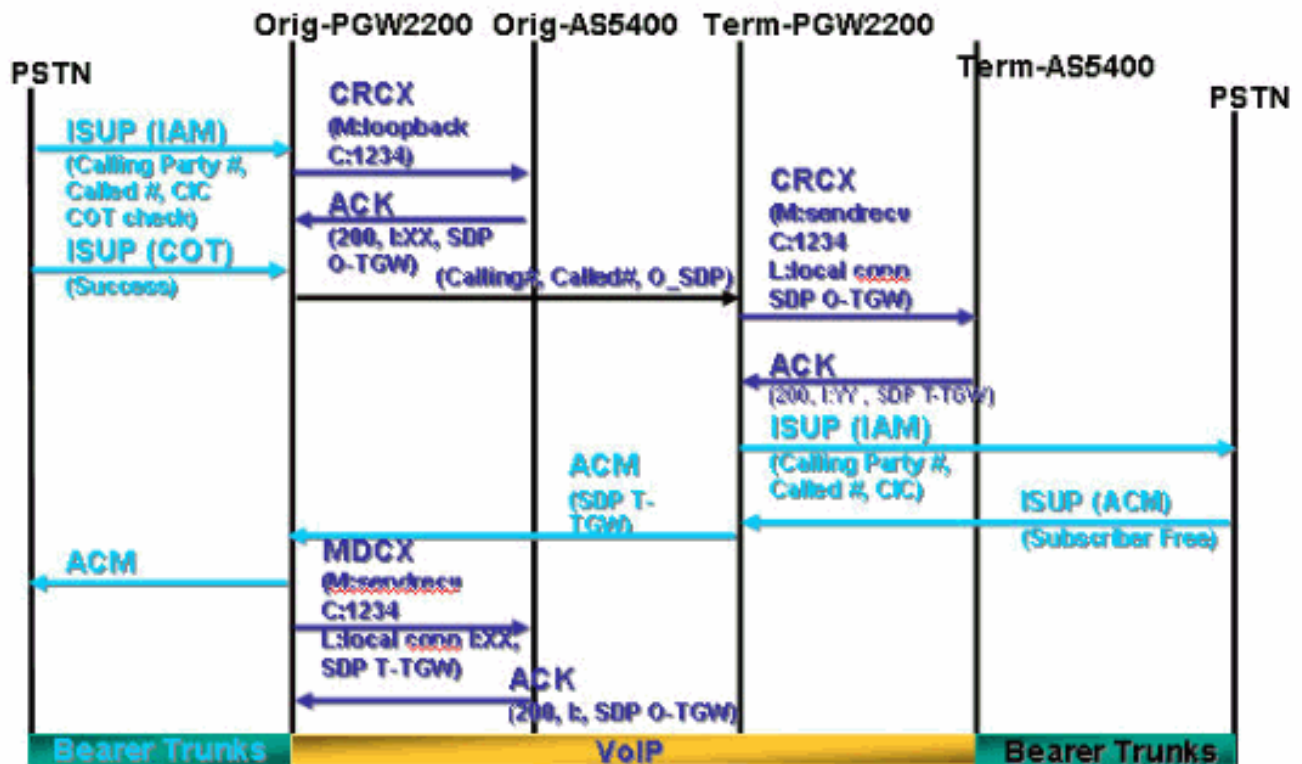 Orig-PGW2200 Orig-AS5400 Term-PGW2200
Term-AS5400
PSTN
PSTN
ISUP (IAM)
(Calling Party #,
Called #, CIC
COT check)
CRCX
(M:loopback
C:1234)
ACK
(200, I:XX, SDP
O-TGW)
ISUP (COT)
(Success)
(Calling#, Called#, O_SDP)
CRCX
(M:sendrecv
C:1234
L:local conn
SDP O-TGW)
ACK
(200, I:YY , SDP T-TGW)
ISUP (IAM)
(Calling Party #,
Called #, CIC)
ISUP (ACM)
(Subscriber Free)
ACM
(SDP T-
TGW)
ACM
MDCX
(M:sendrecv
C:1234
L:local conn I:XX,
SDP T-TGW)
ACK
(200, I:, SDP O-TGW)
Bearer Trunks
VoIP
Bearer Trunks